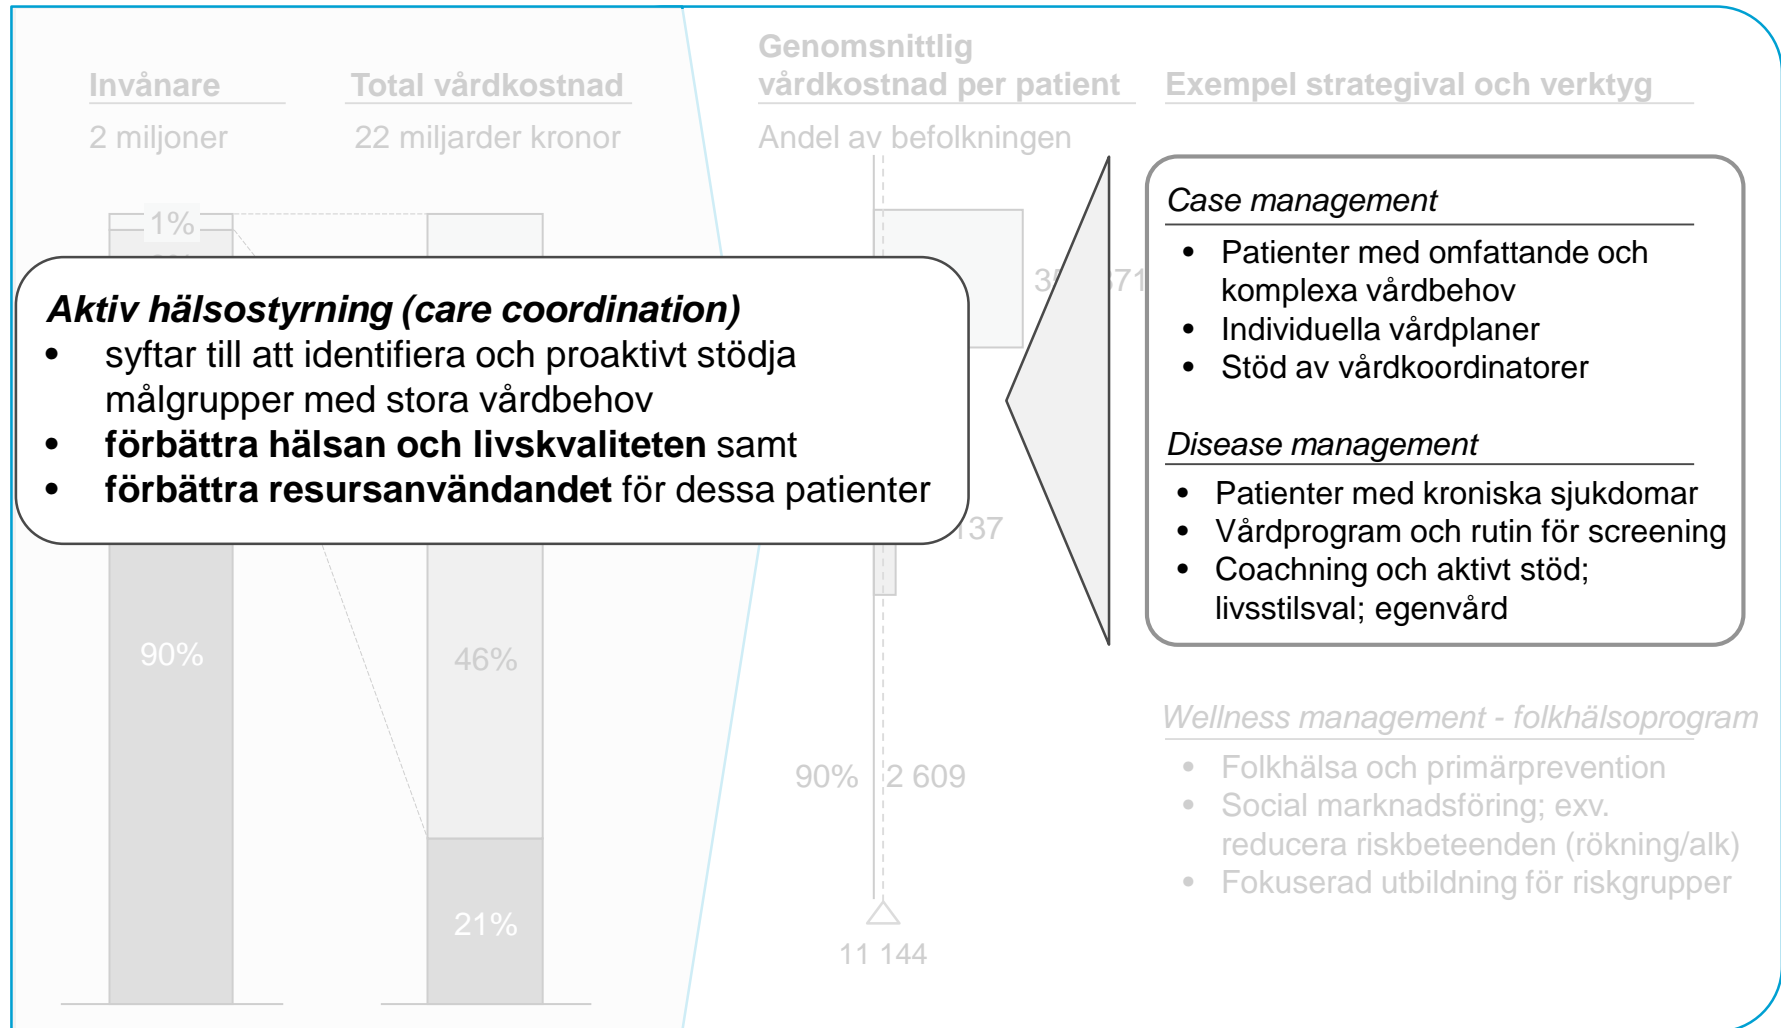 Invånare
2 miljoner
Total vårdkostnad
22 miljarder kronor
Genomsnittlig
vårdkostnad per patient
Andel av befolkningen
Exempel strategival och verktyg
1%
Aktiv hälsostyrning (care coordination)
• syftar till att identifiera och proaktivt stödja
målgrupper med stora vårdbehov
• förbättra hälsan och livskvaliteten samt
• förbättra resursanvändandet för dessa patienter
90%
46%
21%
371
137
90% 2 609
11 144
Case management
• Patienter med omfattande och
komplexa vårdbehov
• Individuella vårdplaner
• Stöd av vårdkoordinatorer
Disease management
• Patienter med kroniska sjukdomar
• Vårdprogram och rutin för screening
• Coachning och aktivt stöd;
livsstilsval; egenvård
Wellness management - folkhälsoprogram
• Folkhälsa och primärprevention
• Social marknadsföring; exv.
reducera riskbeteenden (rökning/alk)
• Fokuserad utbildning för riskgrupper